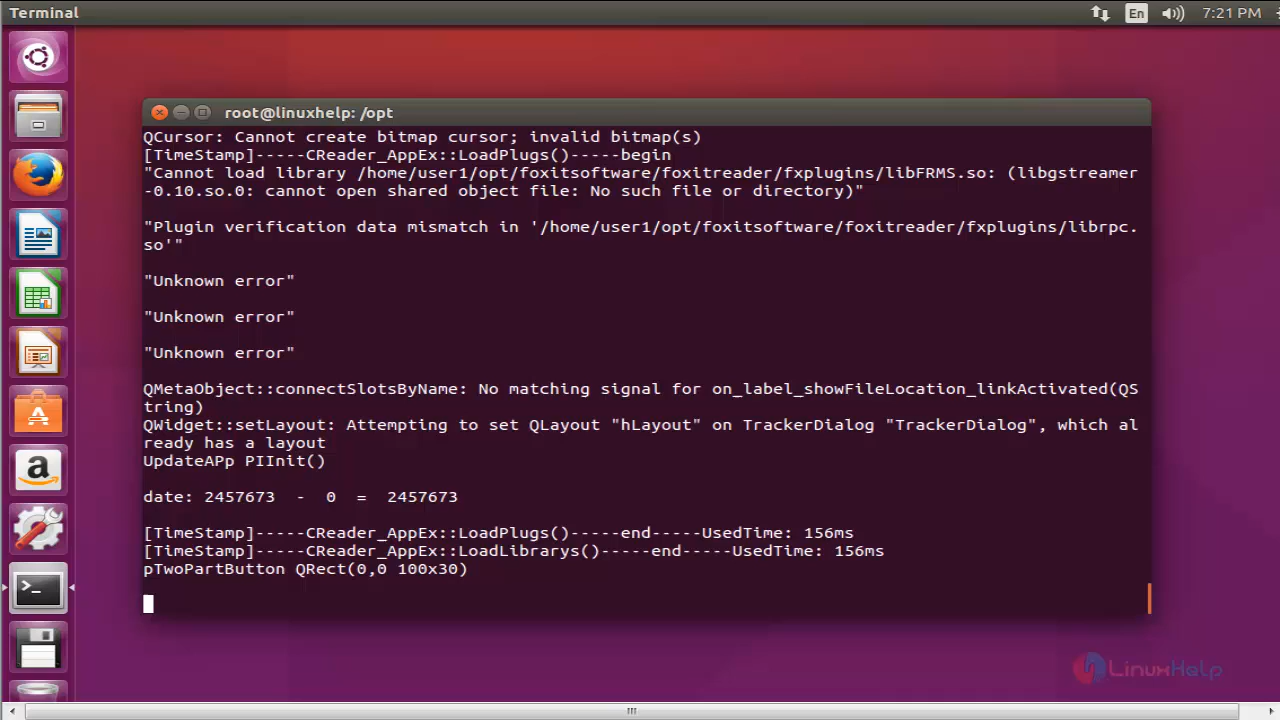 Terminal
En
7:21 PM
root@linuxhelp: /opt
QCursor: Cannot create bitmap cursor; invalid bitmap(s)
[TimeStamp]-----CReader_AppEx::LoadPlugs()-----begin
"Cannot load library /home/user1/opt/foxitsoftware/foxitreader/fxplugins/libFRMS.so: (libgstreamer
-0.10.so.0: cannot open shared object file: No such file or directory)"
"Plugin verification data mismatch in '/home/user1/opt/foxitsoftware/foxitreader/fxplugins/librpc.
so'"
"Unknown error"
"Unknown error"
"Unknown error"
QMetaObject::connectSlotsByName: No matching signal for on_label_showFileLocation_linkActivated(QS
tring)
QWidget::setLayout: Attempting to set QLayout "hLayout" on TrackerDialog "TrackerDialog", which al
ready has a layout
UpdateAPp PIInit()
date: 2457673  -  0  =  2457673
[TimeStamp]-----CReader_AppEx::LoadPlugs()-----end-----UsedTime: 156ms
[TimeStamp]-----CReader_AppEx::LoadLibrarys()-----end-----UsedTime: 156ms
pTwoPartButton QRect(0,0 100x30)
LinuxHelp